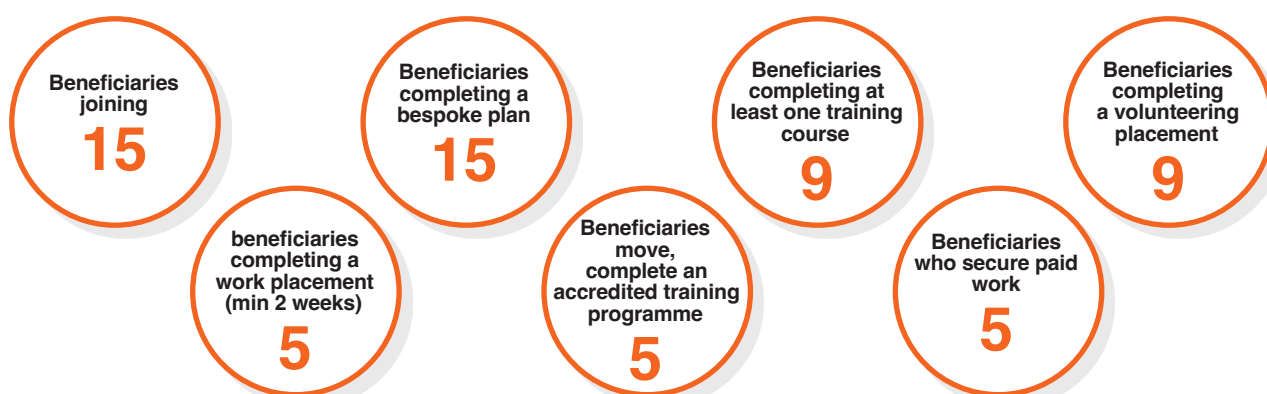 Beneficiaries
joining
15
Beneficiaries
completing a
bespoke plan
15
Beneficiaries
completing at
least one training
course
9
Beneficiaries
completing
a volunteering
placement
9
beneficiaries
completing a
work placement
(min 2 weeks)
5
Beneficiaries
move,
complete an
accredited training
programme
5
Beneficiaries
who secure paid
work
5